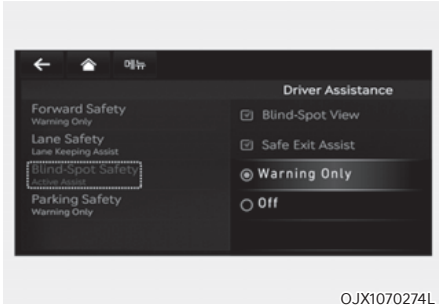 메뉴
Driver Assistance
Forward Safety
Warning Only
Lane Safety
Lane Keeping Assist
Blind-Spot Safety
Active Assist
Parking Safety
Warning Only
Blind-Spot View
Safe Exit Assist
Warning Only
Off
OJX1070274L